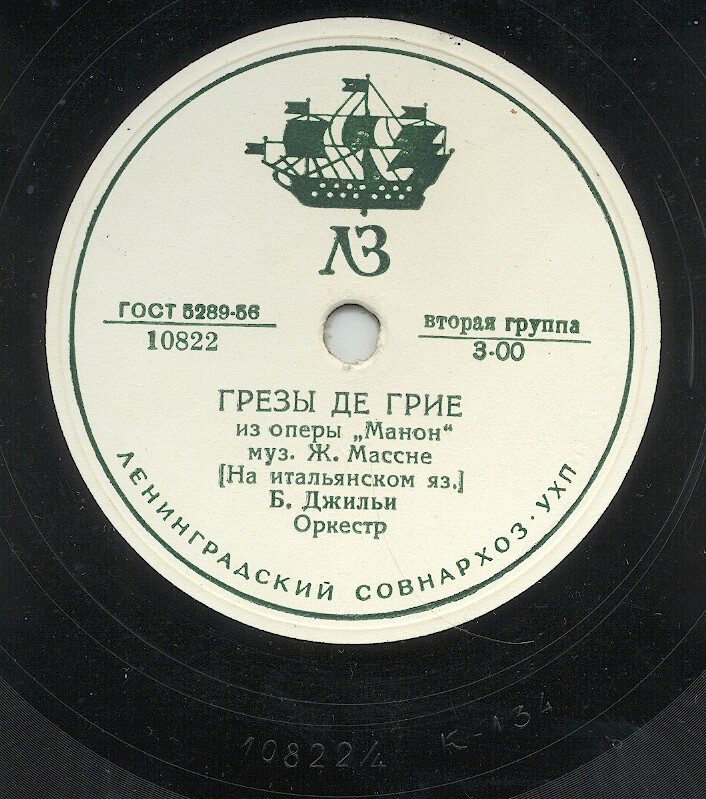 ЛЗ
ГОСТ 5289-56
10822
вторая группа
3-00
ГРЕЗЫ ДЕ ГРИЕ
из оперы „Манон“
муз. Ж. Массне
[На итальянском яз.]
Б. Джильи
Оркестр
ЛЕНИНГРАДСКИЙ СОВНАРХОЗ · УХП
10822/4 К-134